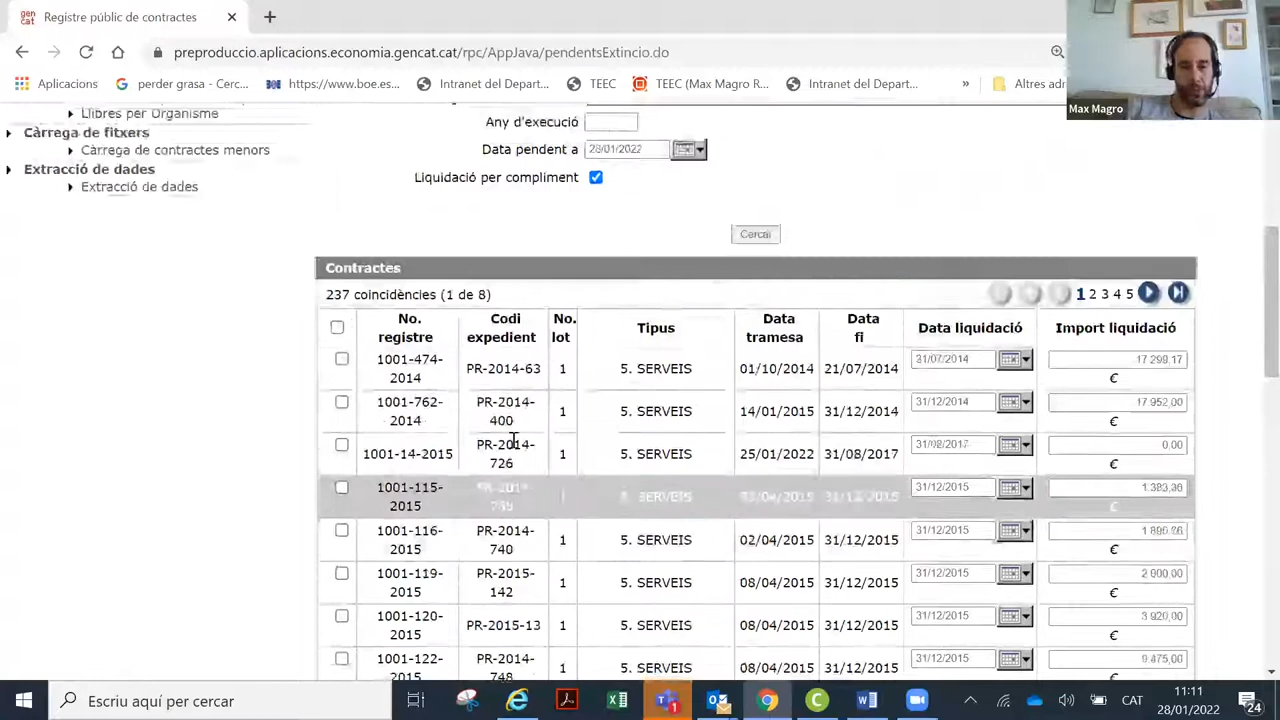 gen
cat
Registre públic de contractes
preproduccio.aplicacions.economia.gencat.cat/rpc/AppJava/pendentsExtincio.do
Aplicacions
perder grasa - Cerc...
https://www.boe.es...
Intranet del Depart...
TEEC
TEEC (Max Magro R...
Intranet del Depart...
»
Altres adr
Max Magro
Llibres per Organisme
Càrrega de fitxers
Càrrega de contractes menors
Extracció de dades
Extracció de dades
Any d'execució
Data pendent a 28/01/2022
Liquidació per compliment
Cercar
Contractes
237 coincidències (1 de 8) 1 2 3 4 5
No. registre Codi expedient No. lot Tipus Data tramesa Data fi Data liquidació Import liquidació
1001-474-2014 PR-2014-63 1 5. SERVEIS 01/10/2014 21/07/2014 31/07/2014 17 299,17 €
1001-762-2014 PR-2014-400 1 5. SERVEIS 14/01/2015 31/12/2014 31/12/2014 17 952,00 €
1001-14-2015 PR-2014-726 1 5. SERVEIS 25/01/2022 31/08/2017 31/08/2017 0,00 €
1001-115-2015 5. SERVEIS 31/12/2015 31/12/2015 €
1001-116-2015 PR-2014-740 1 5. SERVEIS 02/04/2015 31/12/2015 31/12/2015 €
1001-119-2015 PR-2015-142 1 5. SERVEIS 08/04/2015 31/12/2015 31/12/2015 €
1001-120-2015 PR-2015-13 1 5. SERVEIS 08/04/2015 31/12/2015 31/12/2015 3 920,00 €
1001-122-2015 PR-2014-748 1 5. SERVEIS 08/04/2015 31/12/2015 31/12/2015 9 475,00
Escriu aquí per cercar
1
CAT
11:11
28/01/2022
24